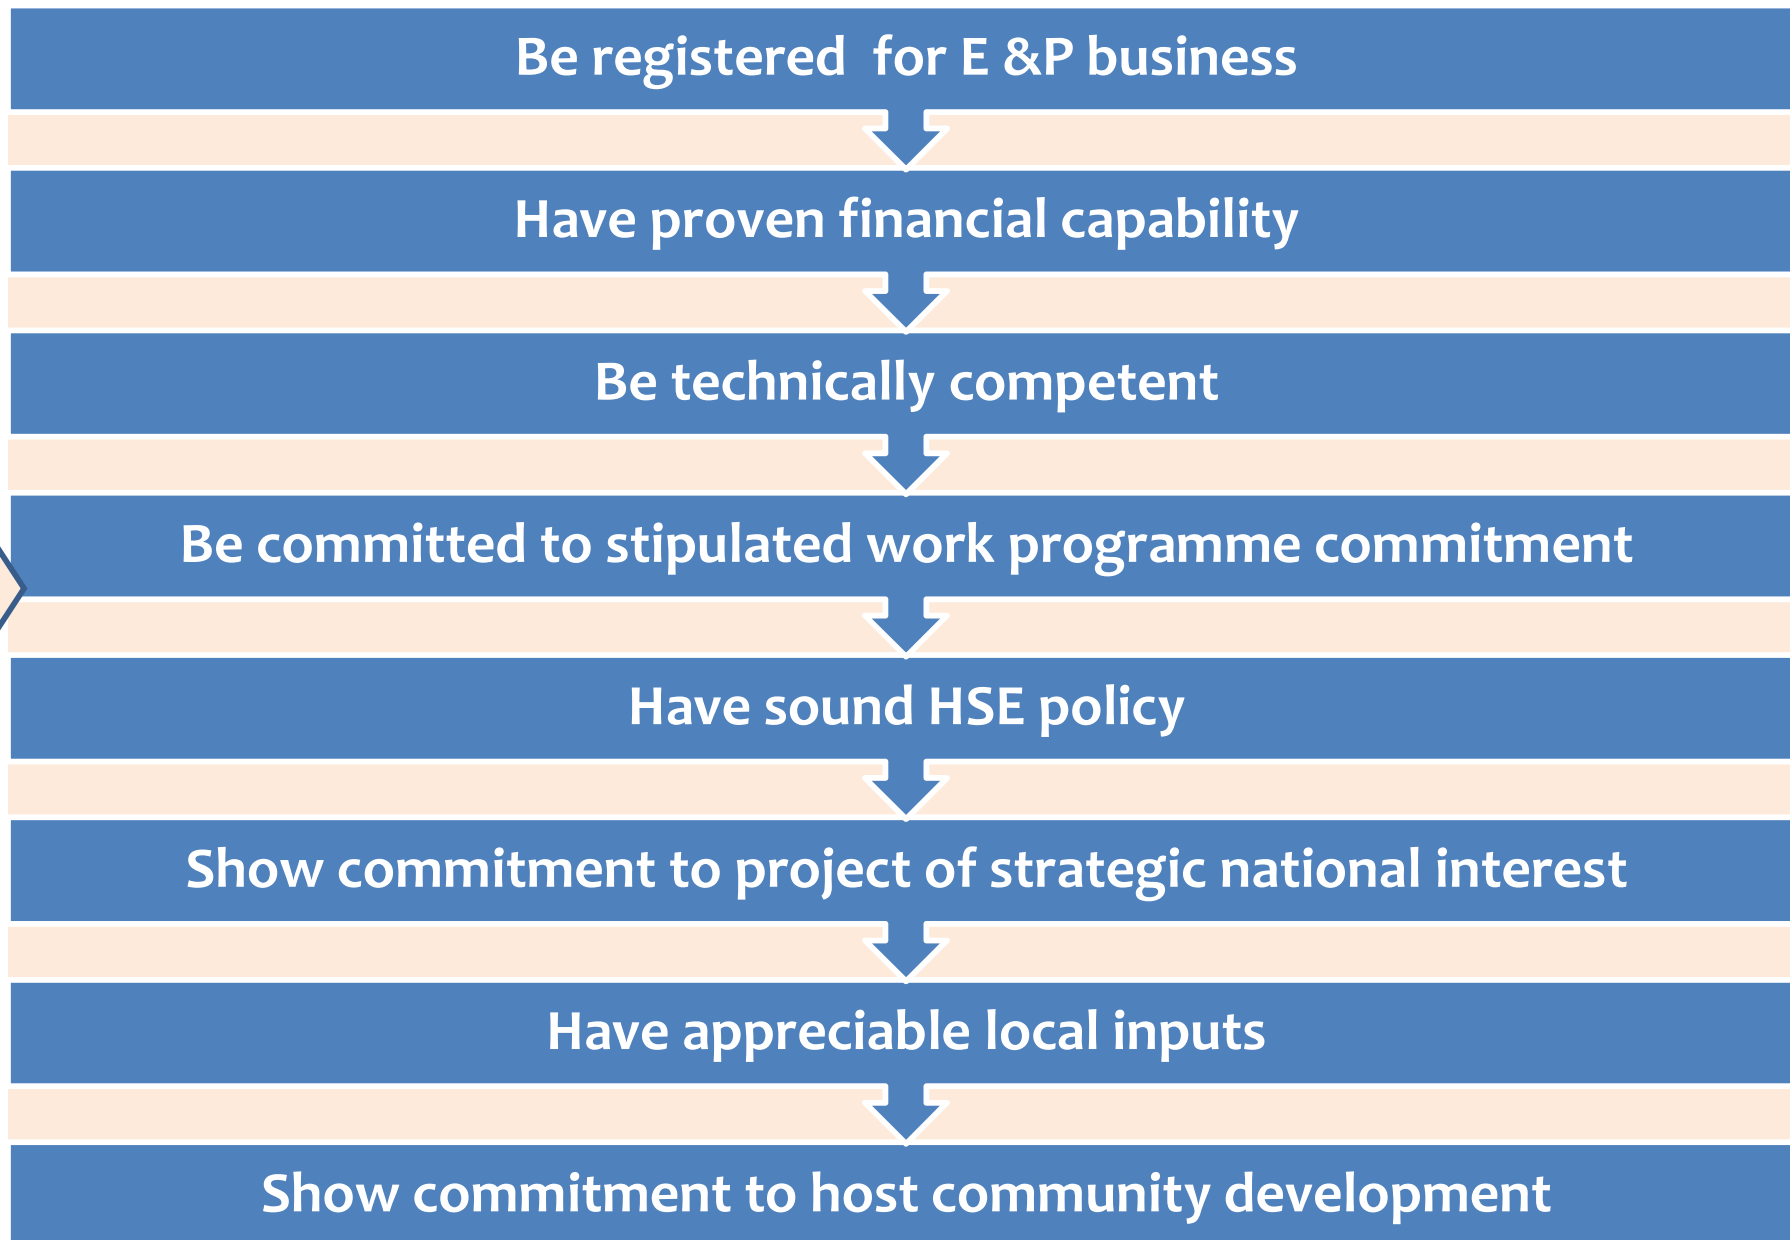 Be registered  for E &P business
Have proven financial capability
Be technically competent
Be committed to stipulated work programme commitment
Have sound HSE policy
Show commitment to project of strategic national interest
Have appreciable local inputs
Show commitment to host community development